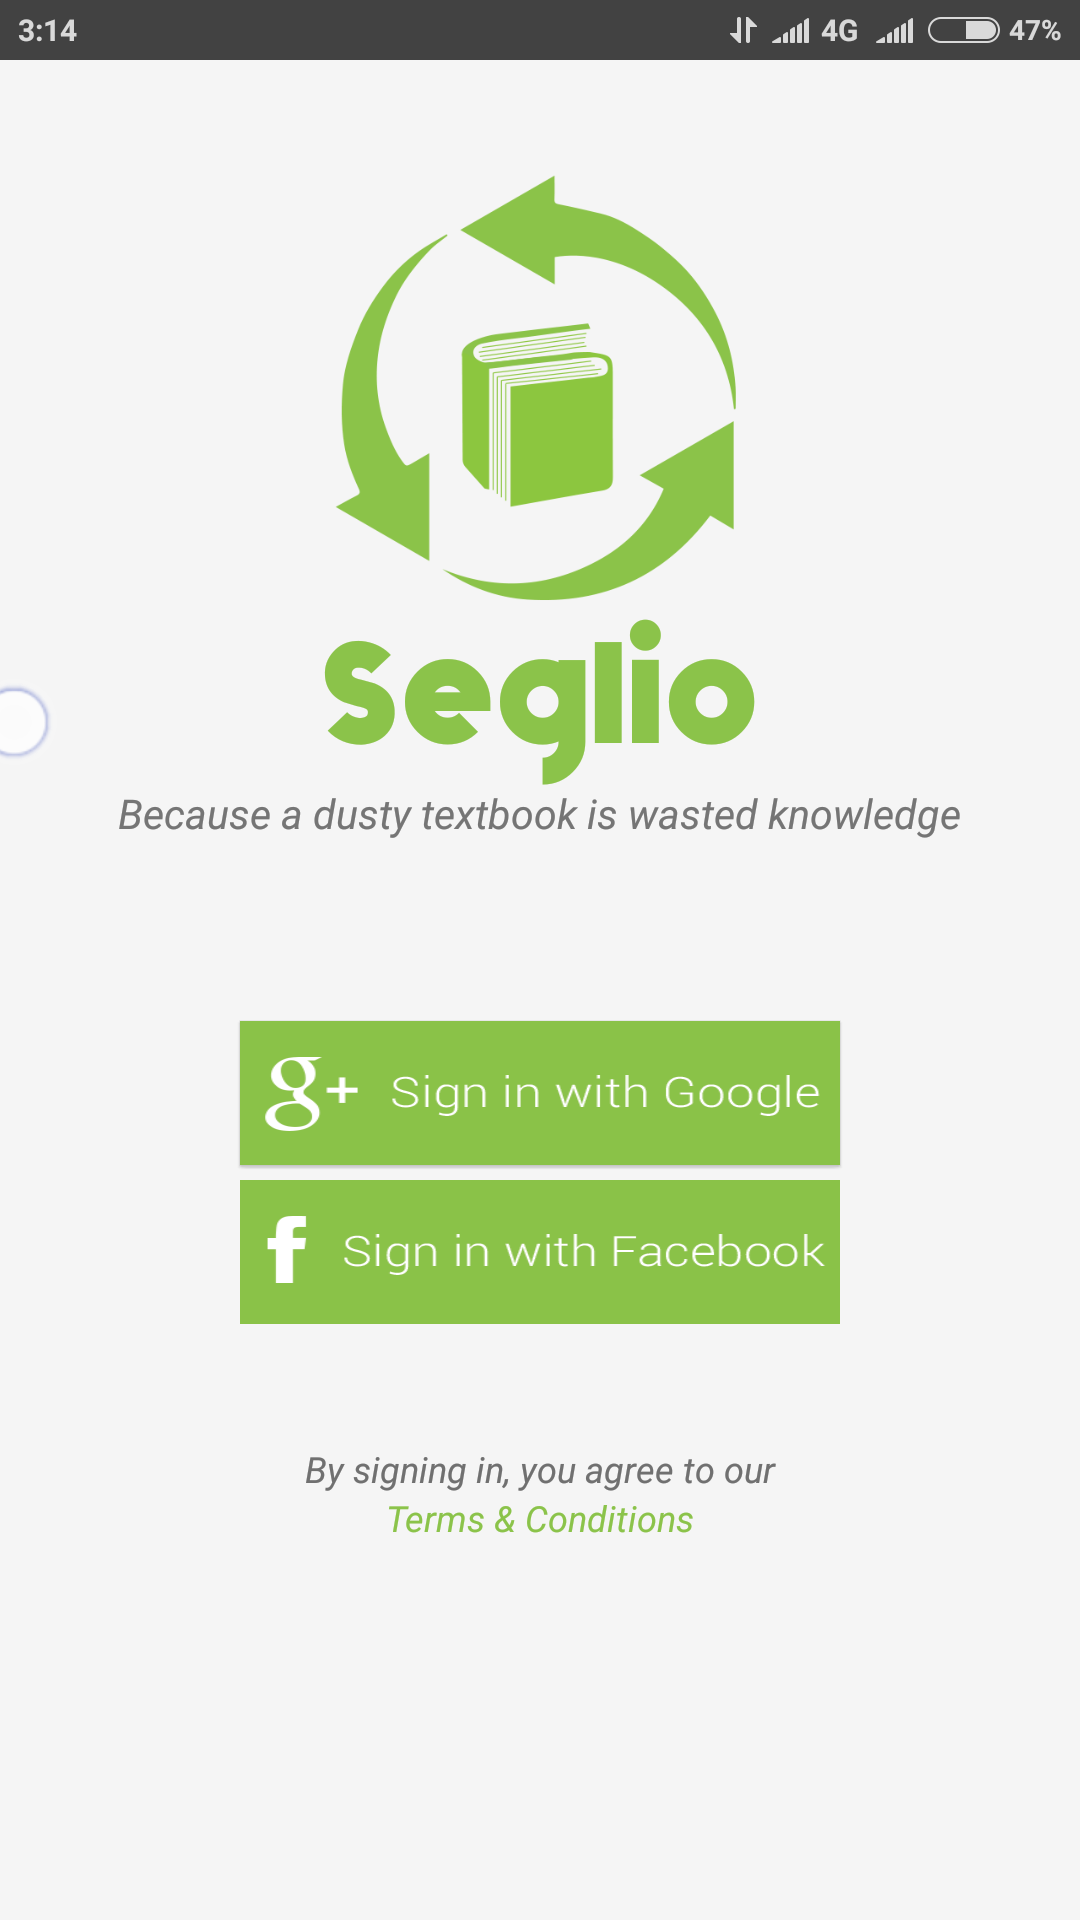 3:14 4G 47%
Seglio
Because a dusty textbook is wasted knowledge
g+ Sign in with Google
f Sign in with Facebook
By signing in, you agree to our
Terms & Conditions